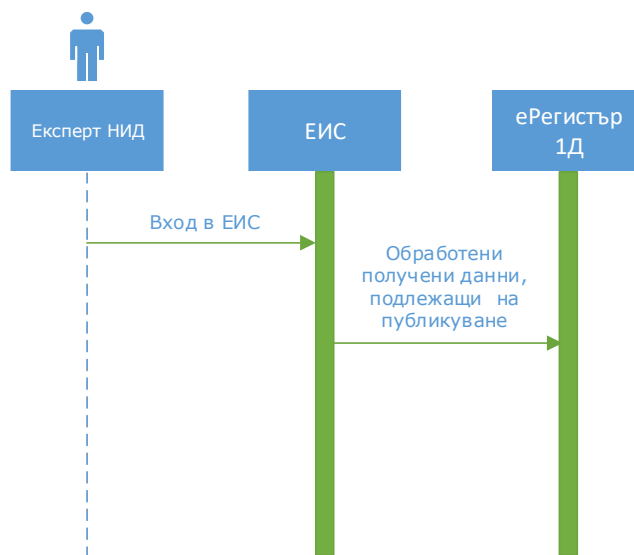 Експерт НИД
ЕИС
еРегистър
1Д
Вход в ЕИС
Обработени
получени данни,
подлежащи на
публикуване